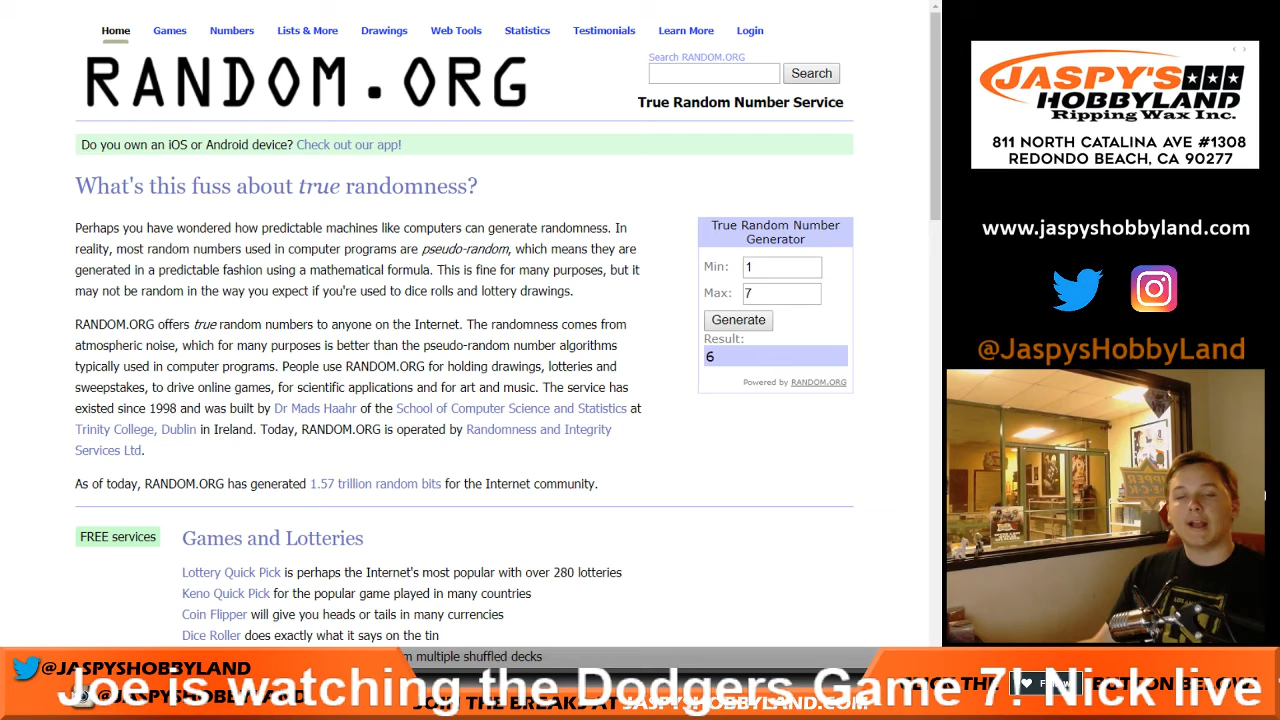 Home Games Numbers Lists & More Drawings Web Tools Statistics Testimonials Learn More Login
RANDOM.ORG
Search RANDOM.ORG
Search
True Random Number Service
Do you own an iOS or Android device? Check out our app!
What's this fuss about true randomness?
Perhaps you have wondered how predictable machines like computers can generate randomness. In
reality, most random numbers used in computer programs are pseudo-random, which means they are
generated in a predictable fashion using a mathematical formula. This is fine for many purposes, but it
may not be random in the way you expect if you're used to dice rolls and lottery drawings.
RANDOM.ORG offers true random numbers to anyone on the Internet. The randomness comes from
atmospheric noise, which for many purposes is better than the pseudo-random number algorithms
typically used in computer programs. People use RANDOM.ORG for holding drawings, lotteries and
sweepstakes, to drive online games, for scientific applications and for art and music. The service has
existed since 1998 and was built by Dr Mads Haahr of the School of Computer Science and Statistics at
Trinity College, Dublin in Ireland. Today, RANDOM.ORG is operated by Randomness and Integrity
Services Ltd.
As of today, RANDOM.ORG has generated 1.57 trillion random bits for the Internet community.
True Random Number
Generator
Min: 1
Max: 7
Generate
Result:
6
Powered by RANDOM.ORG
FREE services
Games and Lotteries
Lottery Quick Pick is perhaps the Internet's most popular with over 280 lotteries
Keno Quick Pick for the popular game played in many countries
Coin Flipper will give you heads or tails in many currencies
Dice Roller does exactly what it says on the tin
m multiple shuffled decks
JASPY'S
HOBBYLAND
Ripping Wax Inc.
811 NORTH CATALINA AVE #1308
REDONDO BEACH, CA 90277
www.jaspyshobbyland.com
@JaspysHobbyLand
@JASPYSHOBBYLAND
@JASPYSHOBBYLAND
JOIN THE BREAKS AT JASPYSHOBBYLAND.COM
CLICK THE Follow BUTTON BELOW
Joe is watching the Dodgers Game 7! Nick live